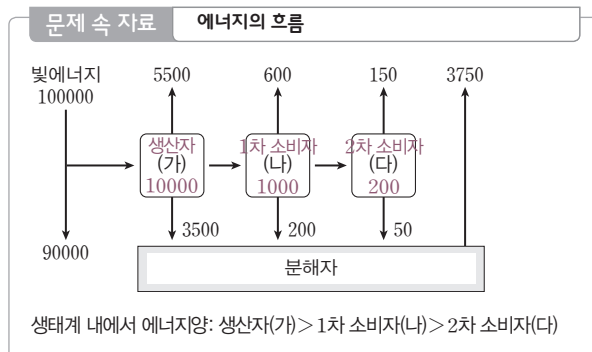 문제 속 자료 에너지의 흐름
빛에너지
100000
5500 600 150 3750
생산자 1차 소비자 2차 소비자
(가) (나) (다)
10000 1000 200
3500 200 50
90000
분해자
생태계 내에서 에너지양: 생산자(가)>1차 소비자(나)>2차 소비자(다)